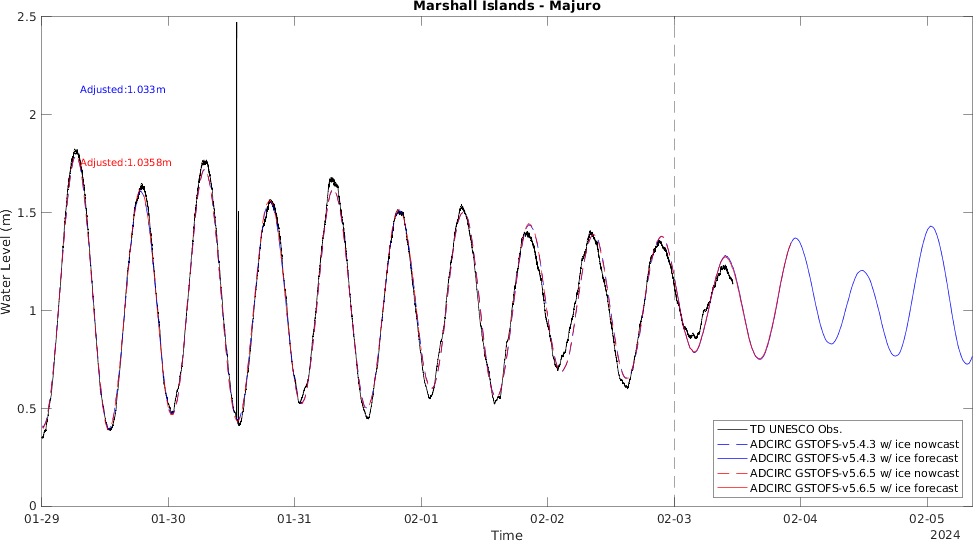 Marshall Islands - Majuro
2.5
Adjusted:1.033m
2
Adjusted:1.0358m
1.5
Water Level (m)
1
0.5
0
TD UNESCO Obs.
ADCIRC GSTOFS-v5.4.3 w/ ice nowcast
ADCIRC GSTOFS-v5.4.3 w/ ice forecast
ADCIRC GSTOFS-v5.6.5 w/ ice nowcast
ADCIRC GSTOFS-v5.6.5 w/ ice forecast
01-29 01-30 01-31 02-01 02-02 02-03 02-04 02-05
Time
2024